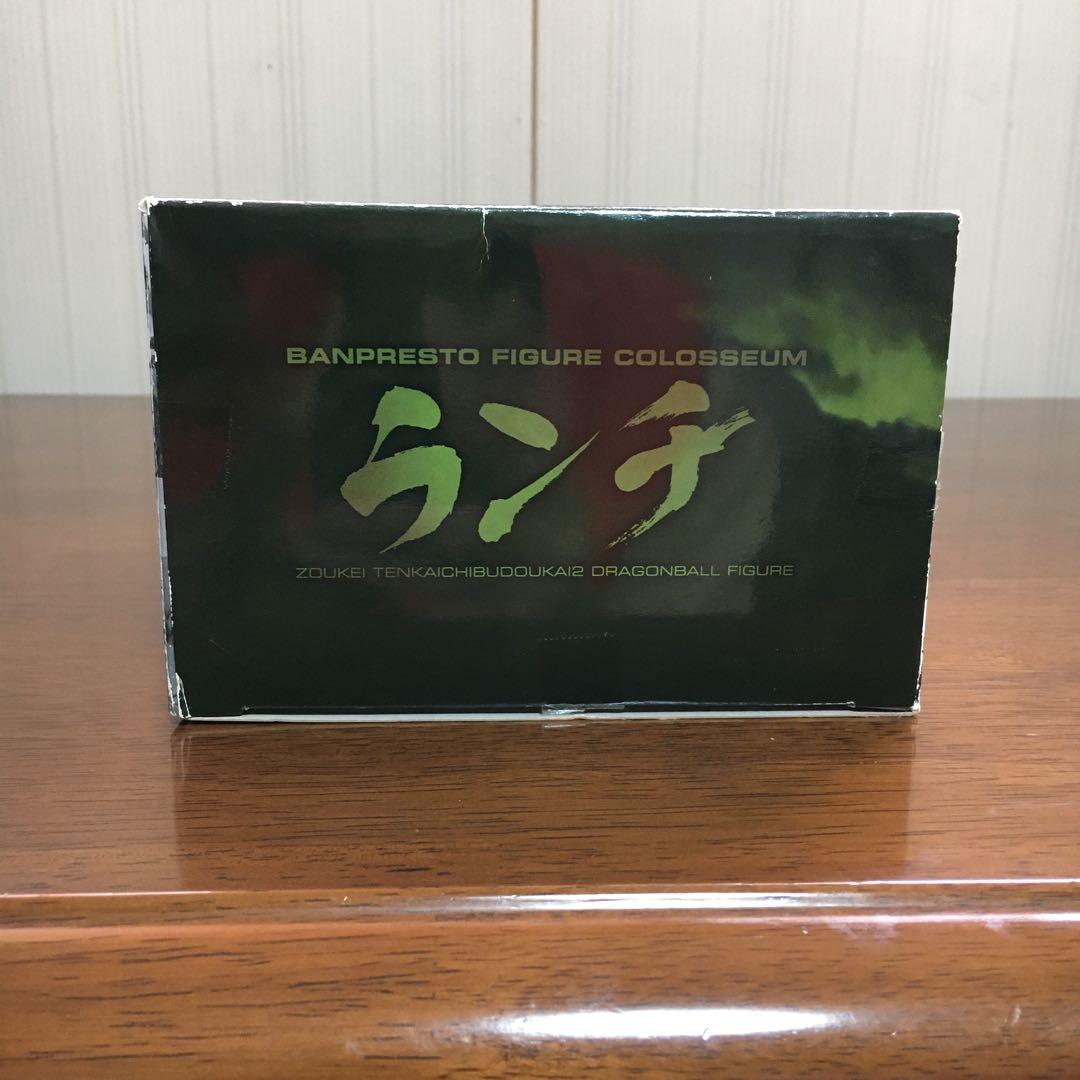 BANPRESTO FIGURE COLOSSEUM
ランチ
ZOUKEI TENKAICHIBUDOUKAI2 DRAGONBALL FIGURE